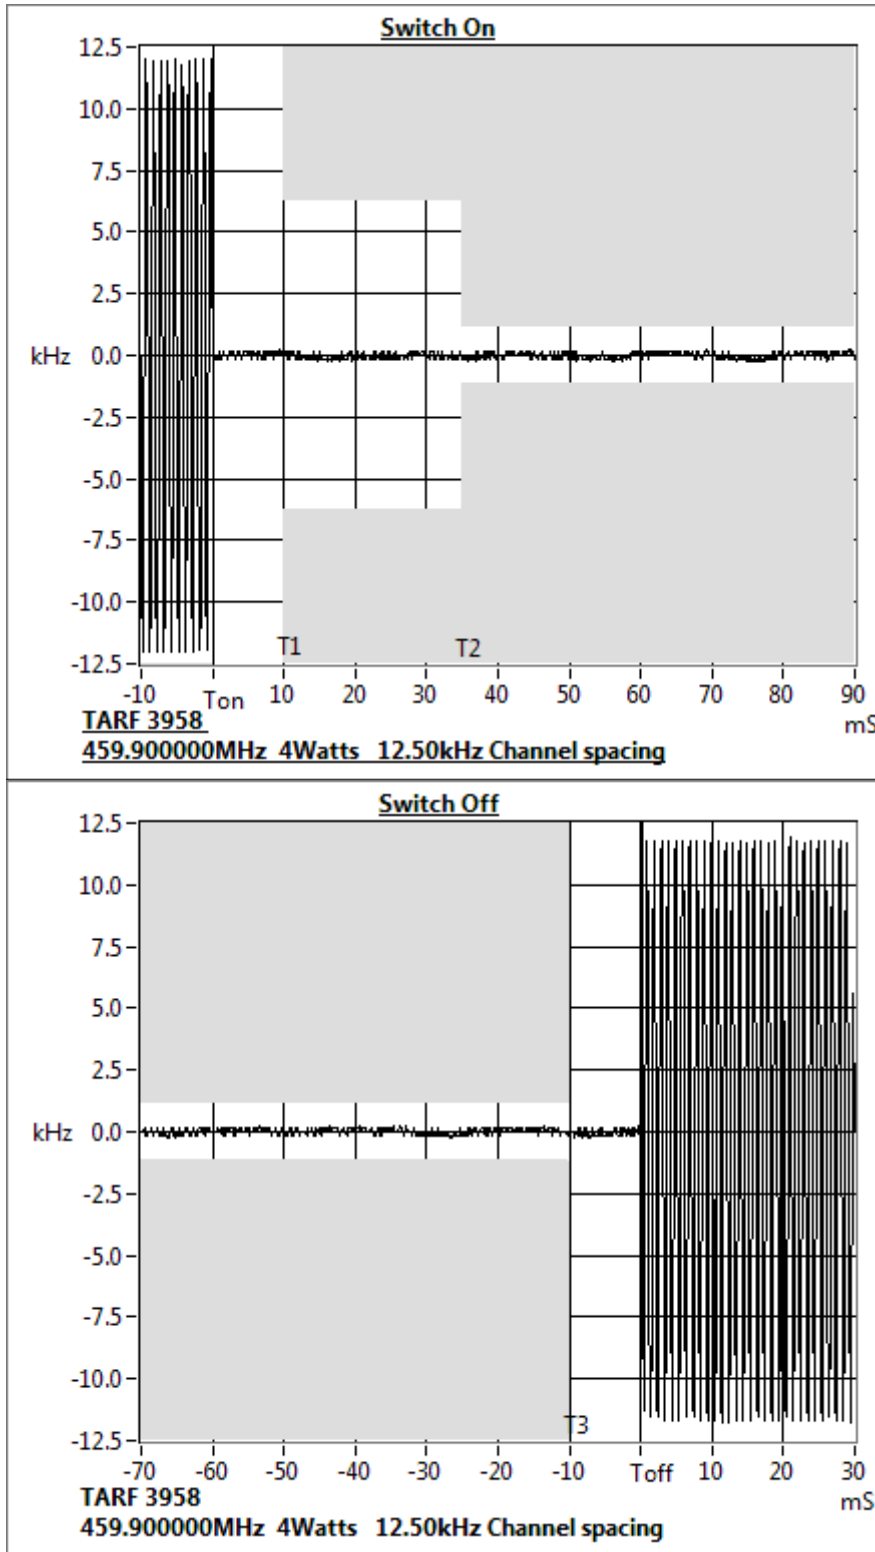 Switch On
12.5
10.0
7.5
5.0
2.5
kHz 0.0
-2.5
-5.0
-7.5
-10.0
-12.5
T1 T2
-10 Ton 10 20 30 40 50 60 70 80 90
mS
TARF 3958
459.900000MHz 4Watts 12.50kHz Channel spacing
Switch Off
12.5
10.0
7.5
5.0
2.5
kHz 0.0
-2.5
-5.0
-7.5
-10.0
-12.5
T3
-70 -60 -50 -40 -30 -20 -10 Toff 10 20 30
mS
TARF 3958
459.900000MHz 4Watts 12.50kHz Channel spacing